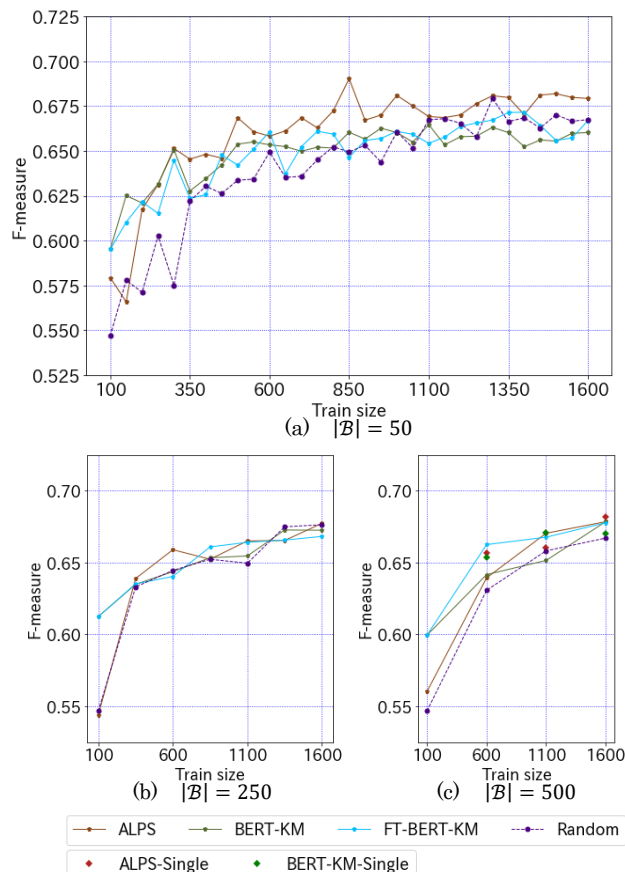 0.725
0.700
0.675
0.650
0.625
0.600
0.575
0.550
0.525
F-measure
100 350 600 850 1100 1350 1600
Train size
(a) |ℬ| = 50
0.70
0.65
0.60
0.55
F-measure
100 600 1100 1600
Train size
(b) |ℬ| = 250
0.70
0.65
0.60
0.55
F-measure
100 600 1100 1600
Train size
(c) |ℬ| = 500
ALPS BERT-KM FT-BERT-KM Random
ALPS-Single BERT-KM-Single